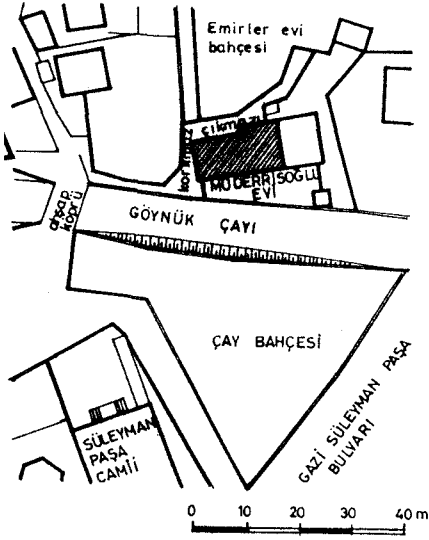 Emirler evi
bahçesi
korkmaz çıkmazı
MÜDERRİSOĞLU
EVİ
ahşap
köprü
GÖYNÜK ÇAYI
ÇAY BAHÇESİ
GAZİ SÜLEYMAN PAŞA
BULVARI
SÜLEYMAN
PAŞA
CAMİİ
0 10 20 30 40 m